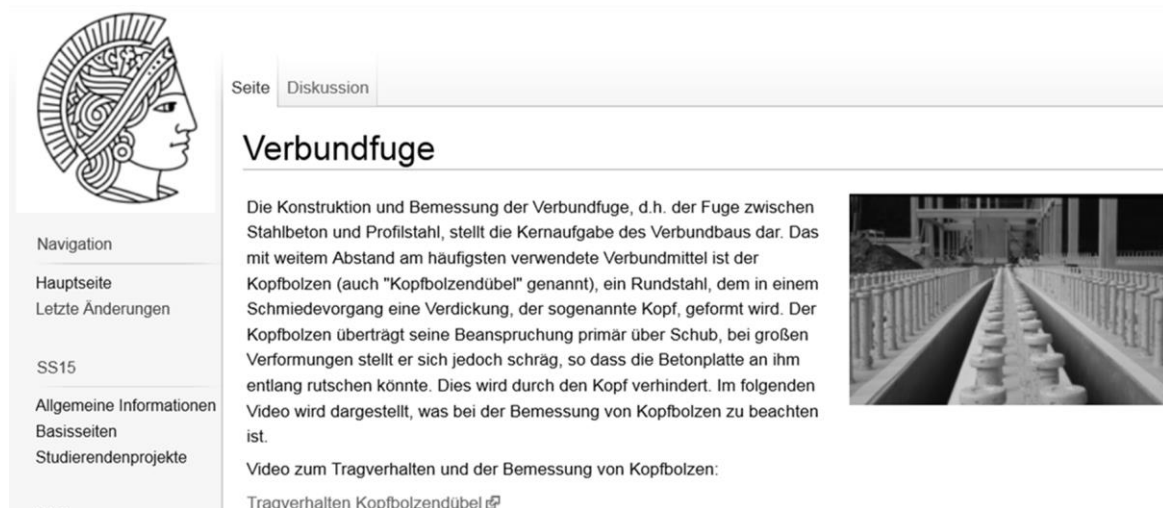 Seite Diskussion
Verbundfuge
Die Konstruktion und Bemessung der Verbundfuge, d.h. der Fuge zwischen
Stahlbeton und Profilstahl, stellt die Kernaufgabe des Verbundbaus dar. Das
mit weitem Abstand am häufigsten verwendete Verbundmittel ist der
Kopfbolzen (auch "Kopfbolzendübel" genannt), ein Rundstahl, dem in einem
Schmiedevorgang eine Verdickung, der sogenannte Kopf, geformt wird. Der
Kopfbolzen überträgt seine Beanspruchung primär über Schub, bei großen
Verformungen stellt er sich jedoch schräg, so dass die Betonplatte an ihm
entlang rutschen könnte. Dies wird durch den Kopf verhindert. Im folgenden
Video wird dargestellt, was bei der Bemessung von Kopfbolzen zu beachten
ist.
Video zum Tragverhalten und der Bemessung von Kopfbolzen:
Tragverhalten Kopfbolzendübel
Navigation
Hauptseite
Letzte Änderungen
SS15
Allgemeine Informationen
Basisseiten
Studierendenprojekte